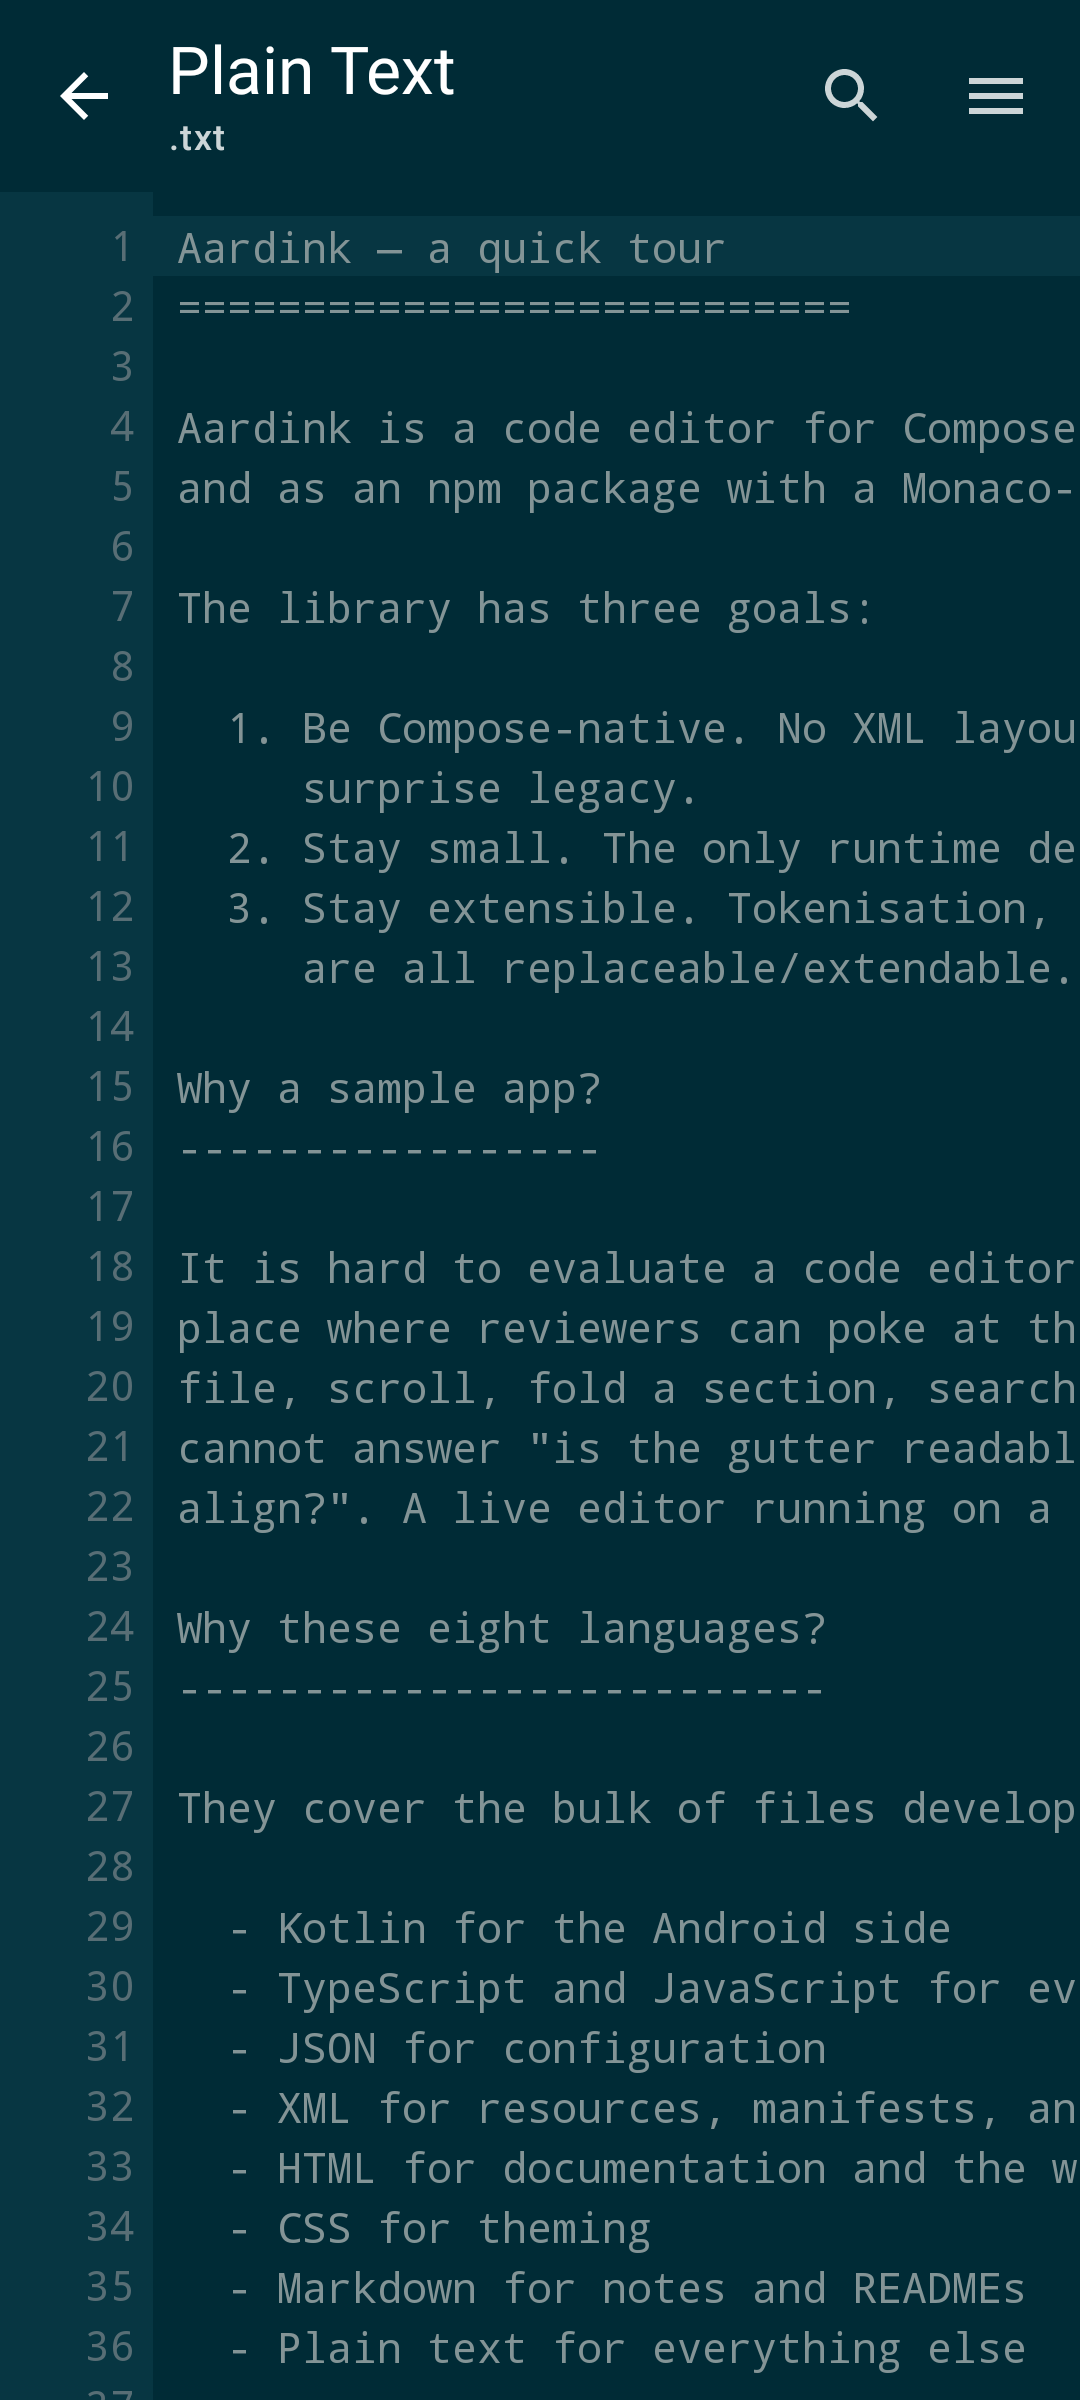 Plain Text
.txt
1 Aardink — a quick tour
2 ===========================
3
4 Aardink is a code editor for Compose
5 and as an npm package with a Monaco-
6
7 The library has three goals:
8
9   1. Be Compose-native. No XML layou
10      surprise legacy.
11   2. Stay small. The only runtime de
12   3. Stay extensible. Tokenisation,
13      are all replaceable/extendable.
14
15 Why a sample app?
16 -----------------
17
18 It is hard to evaluate a code editor
19 place where reviewers can poke at th
20 file, scroll, fold a section, search
21 cannot answer "is the gutter readabl
22 align?". A live editor running on a
23
24 Why these eight languages?
25 --------------------------
26
27 They cover the bulk of files develop
28
29   - Kotlin for the Android side
30   - TypeScript and JavaScript for ev
31   - JSON for configuration
32   - XML for resources, manifests, an
33   - HTML for documentation and the w
34   - CSS for theming
35   - Markdown for notes and READMEs
36   - Plain text for everything else
37